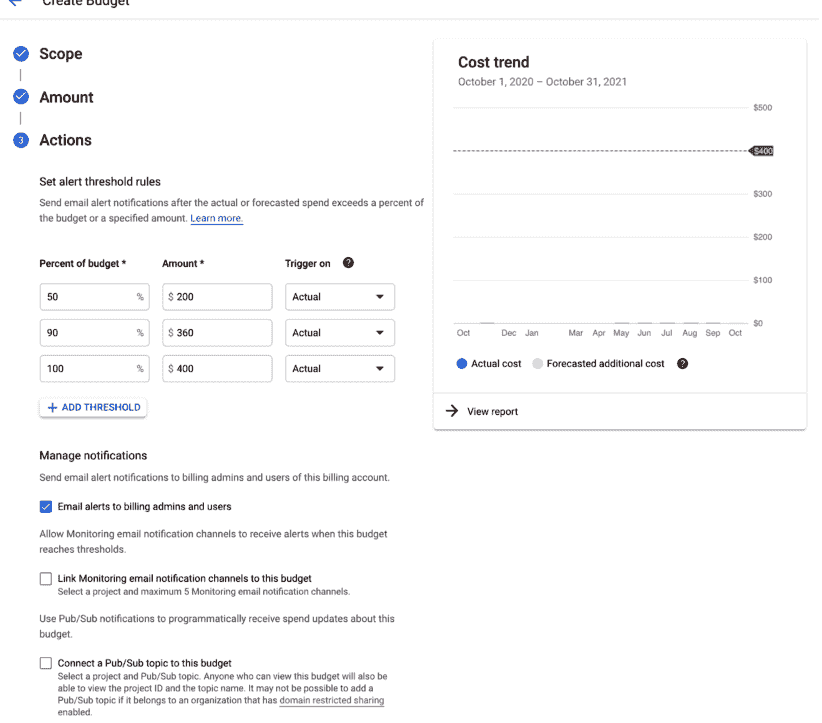 Create Budget
Scope
Amount
3 Actions
Set alert threshold rules
Send email alert notifications after the actual or forecasted spend exceeds a percent of
the budget or a specified amount. Learn more.
Percent of budget * Amount * Trigger on ?
50 % $ 200 Actual
90 % $ 360 Actual
100 % $ 400 Actual
+ ADD THRESHOLD
Manage notifications
Send email alert notifications to billing admins and users of this billing account.
Email alerts to billing admins and users
Allow Monitoring email notification channels to receive alerts when this budget
reaches thresholds.
Link Monitoring email notification channels to this budget
Select a project and maximum 5 Monitoring email notification channels.
Use Pub/Sub notifications to programmatically receive spend updates about this
budget.
Connect a Pub/Sub topic to this budget
Select a project and Pub/Sub topic. Anyone who can view this budget will also be
able to view the project ID and the topic name. It may not be possible to add a
Pub/Sub topic if it belongs to an organization that has domain restricted sharing
enabled.
Cost trend
October 1, 2020 – October 31, 2021
$500
$400
$300
$200
$100
$0
Oct Dec Jan Mar Apr May Jun Jul Aug Sep Oct
Actual cost Forecasted additional cost ?
View report